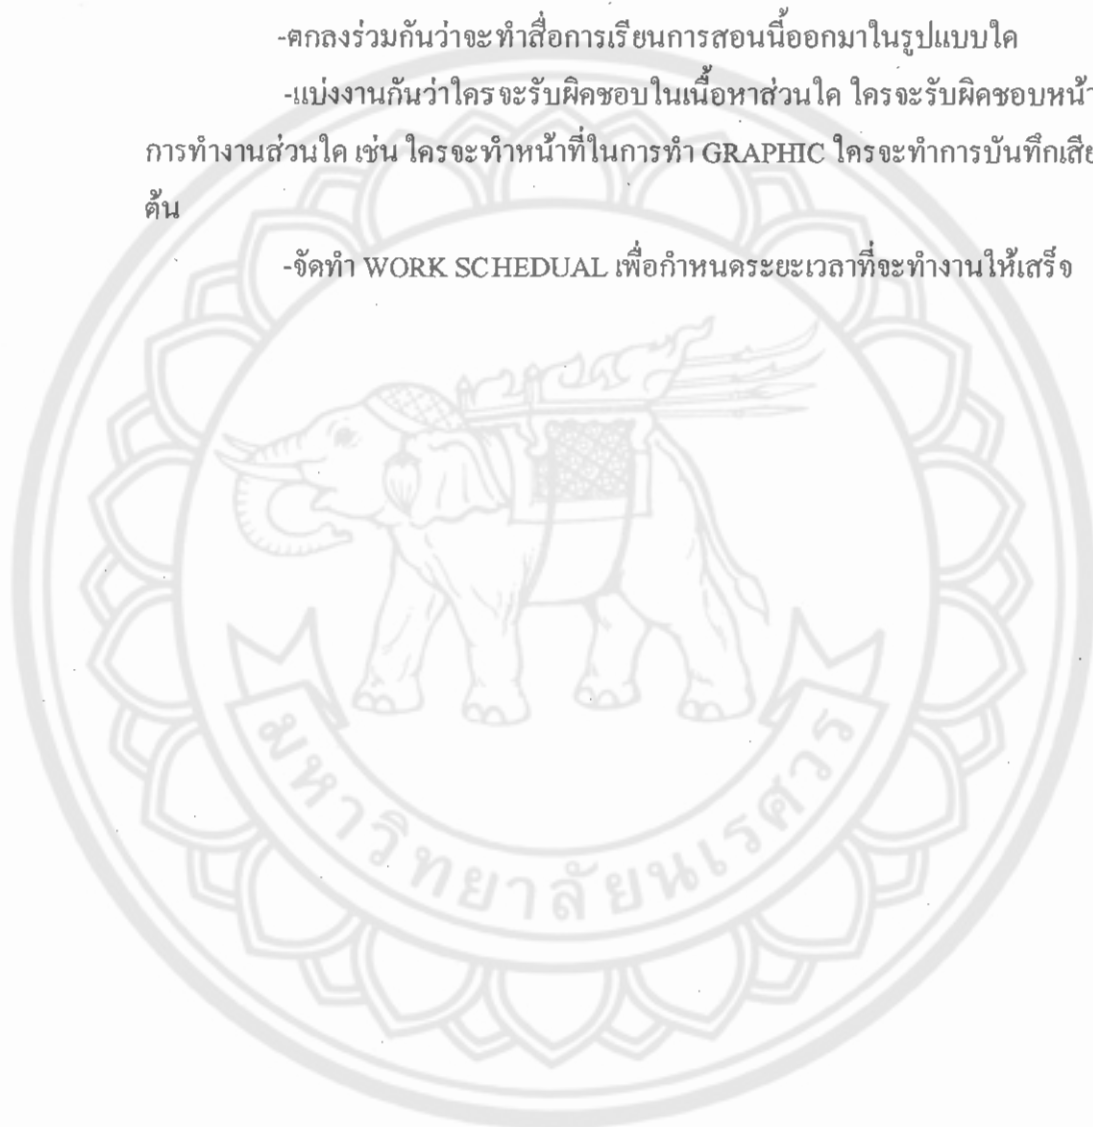 -ตกลงร่วมกันว่าจะทำสื่อการเรียนการสอนนี้ออกมาในรูปแบบใด
-แบ่งงานกันว่าใครจะรับผิดชอบในเนื้อหาส่วนใด ใครจะรับผิดชอบหน้า
การทำงานส่วนใด เช่น ใครจะทำหน้าที่ในการทำ GRAPHIC ใครจะทำการบันทึกเสีย
ต้น
-จัดทำ WORK SCHEDUAL เพื่อกำหนดระยะเวลาที่จะทำงานให้เสร็จ
มหาวิทยาลัยนเรศวร